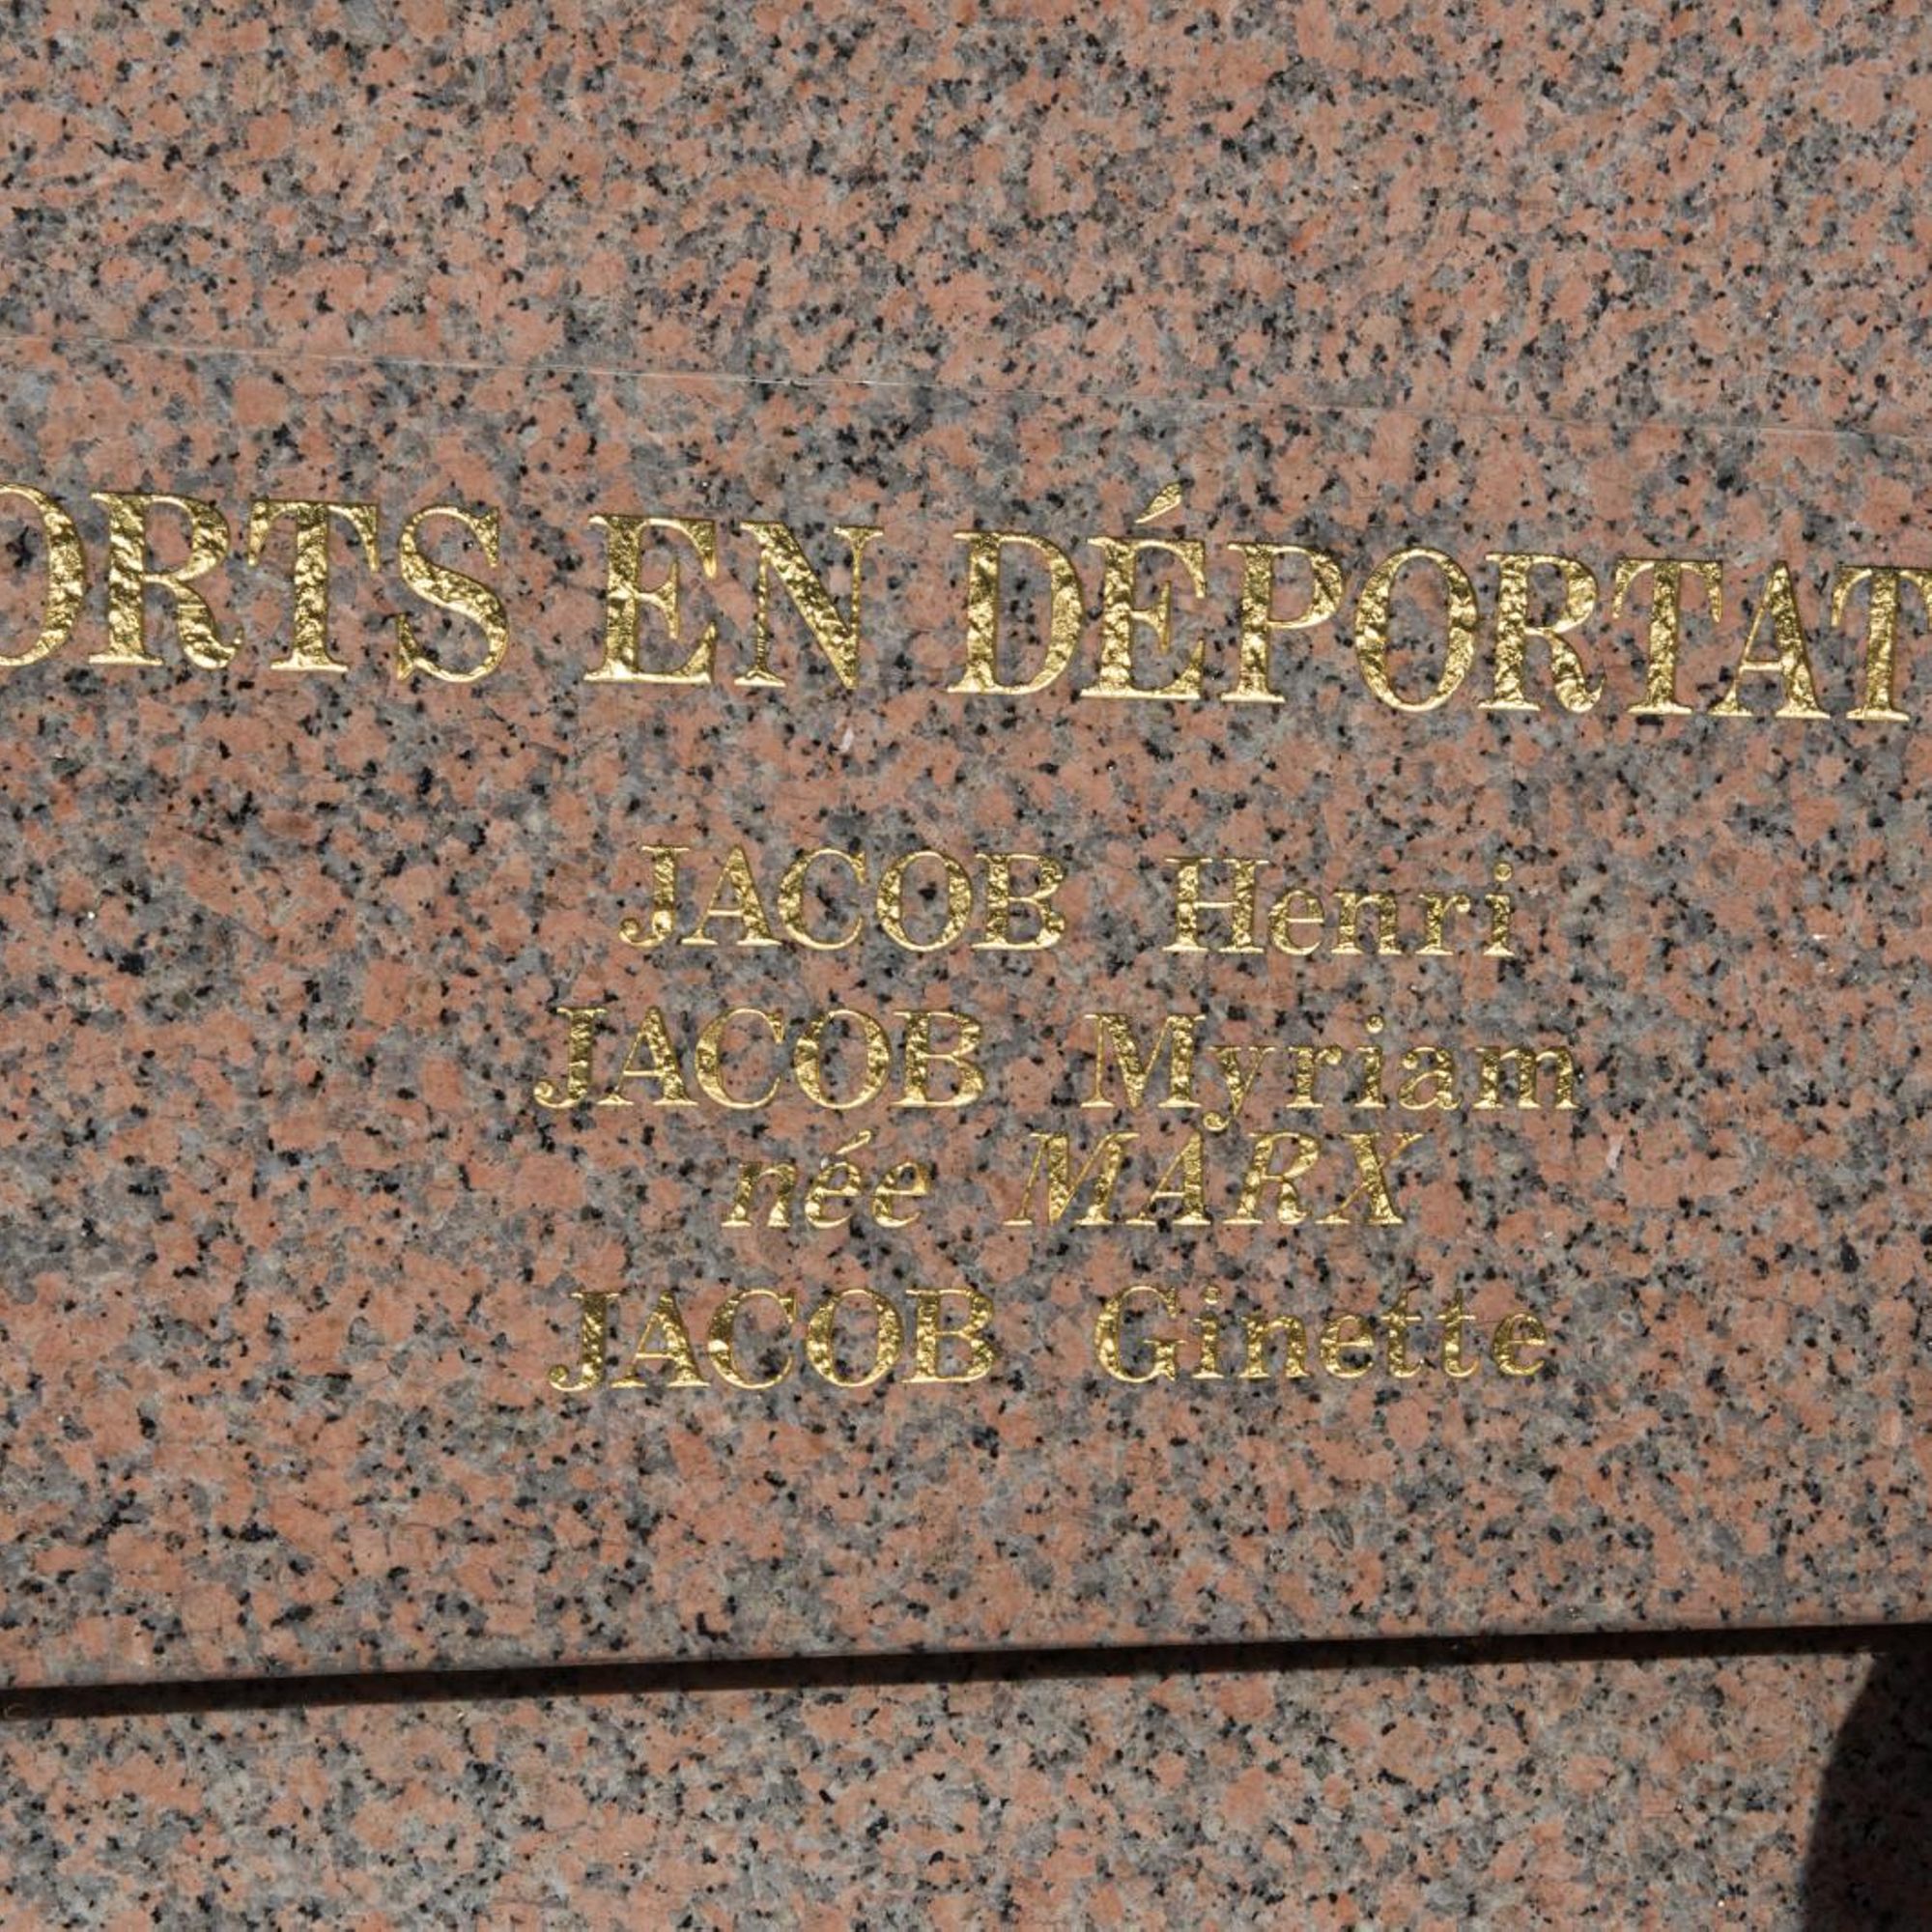 ORTS EN DÉPORTAT
JACOB Henri
JACOB Myriam
née MARX
JACOB Ginette